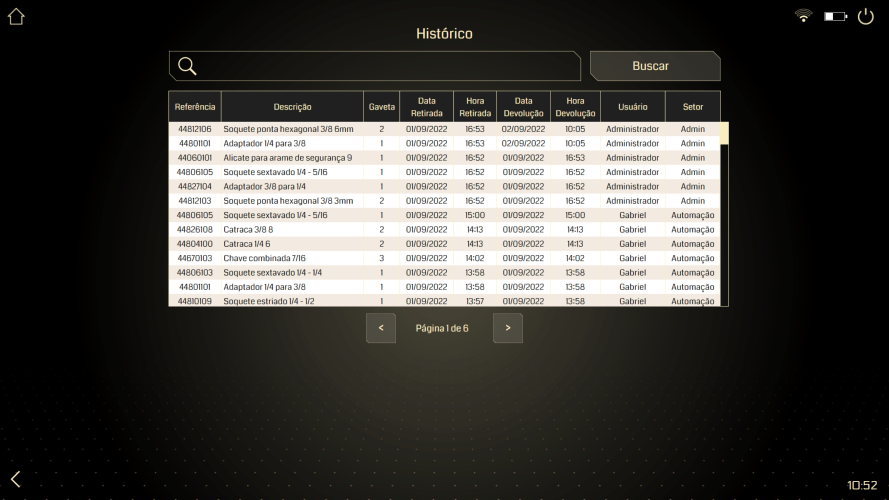 Histórico
Buscar
Referência Descrição Gaveta Data Retirada Hora Retirada Data Devolução Hora Devolução Usuário Setor
44812106 Soquete ponta hexagonal 3/8 6mm 2 01/09/2022 16:53 02/09/2022 10:05 Administrador Admin
44801101 Adaptador 1/4 para 3/8 1 01/09/2022 16:53 02/09/2022 10:05 Administrador Admin
44060101 Alicate para arame de segurança 9 1 01/09/2022 16:52 01/09/2022 16:53 Administrador Admin
44806105 Soquete sextavado 1/4 - 5/16 1 01/09/2022 16:52 01/09/2022 16:52 Administrador Admin
44827104 Adaptador 3/8 para 1/4 1 01/09/2022 16:52 01/09/2022 16:52 Administrador Admin
44812103 Soquete ponta hexagonal 3/8 3mm 2 01/09/2022 16:52 01/09/2022 16:52 Administrador Admin
44806105 Soquete sextavado 1/4 - 5/16 1 01/09/2022 15:00 01/09/2022 15:00 Gabriel Automação
44826108 Catraca 3/8 8 2 01/09/2022 14:13 01/09/2022 14:13 Gabriel Automação
44804100 Catraca 1/4 6 2 01/09/2022 14:13 01/09/2022 14:13 Gabriel Automação
44670103 Chave combinada 7/16 3 01/09/2022 14:02 01/09/2022 14:02 Gabriel Automação
44806103 Soquete sextavado 1/4 - 1/4 1 01/09/2022 13:58 01/09/2022 13:58 Gabriel Automação
44801101 Adaptador 1/4 para 3/8 1 01/09/2022 13:58 01/09/2022 13:58 Gabriel Automação
44810109 Soquete estriado 1/4 - 1/2 1 01/09/2022 13:57 01/09/2022 13:58 Gabriel Automação
< Página 1 de 6 >
10:52